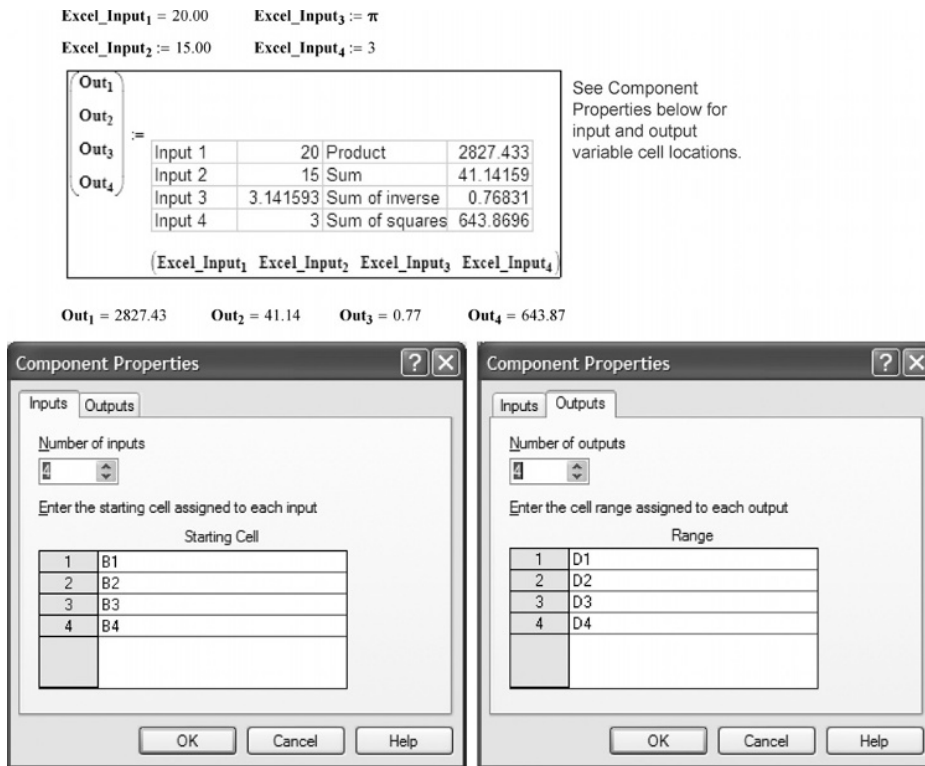 Excel_Input₁ = 20.00 Excel_Input₃ := π
Excel_Input₂ := 15.00 Excel_Input₄ := 3
Out₁
Out₂
Out₃
Out₄
:=
Input 1 20 Product 2827.433
Input 2 15 Sum 41.14159
Input 3 3.141593 Sum of inverse 0.76831
Input 4 3 Sum of squares 643.8696
(Excel_Input₁ Excel_Input₂ Excel_Input₃ Excel_Input₄)
See Component
Properties below for
input and output
variable cell locations.
Out₁ = 2827.43 Out₂ = 41.14 Out₃ = 0.77 Out₄ = 643.87
Component Properties
Inputs Outputs
Number of inputs
4
Enter the starting cell assigned to each input
Starting Cell
1 B1
2 B2
3 B3
4 B4
OK Cancel Help
Component Properties
Inputs Outputs
Number of outputs
4
Enter the cell range assigned to each output
Range
1 D1
2 D2
3 D3
4 D4
OK Cancel Help